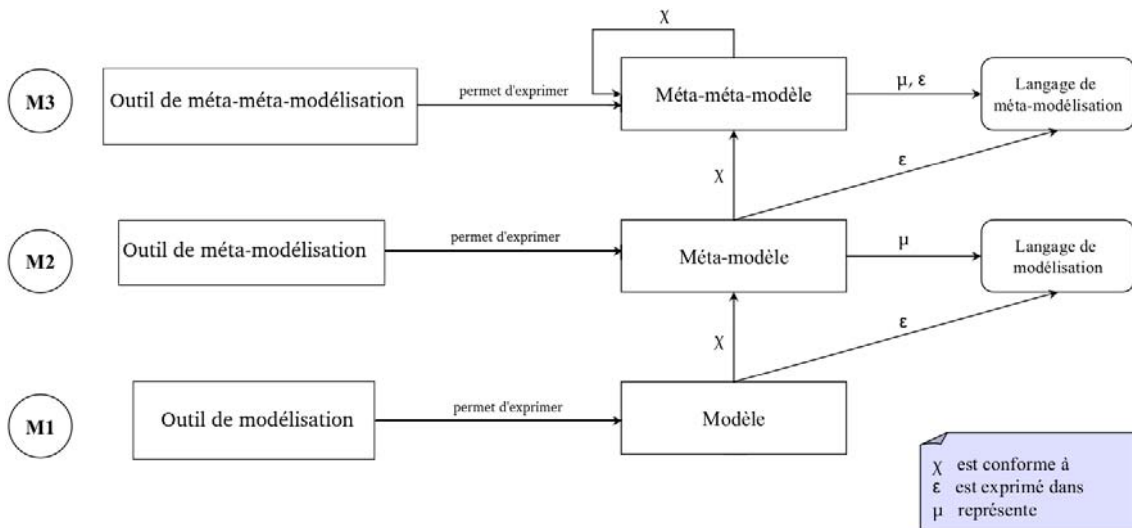 χ
M3
Outil de méta-méta-modélisation
permet d'exprimer
Méta-méta-modèle
μ, ε
Langage de
méta-modélisation
χ
ε
M2
Outil de méta-modélisation
permet d'exprimer
Méta-modèle
μ
Langage de
modélisation
χ
ε
M1
Outil de modélisation
permet d'exprimer
Modèle
χ est conforme à
ε est exprimé dans
μ représente